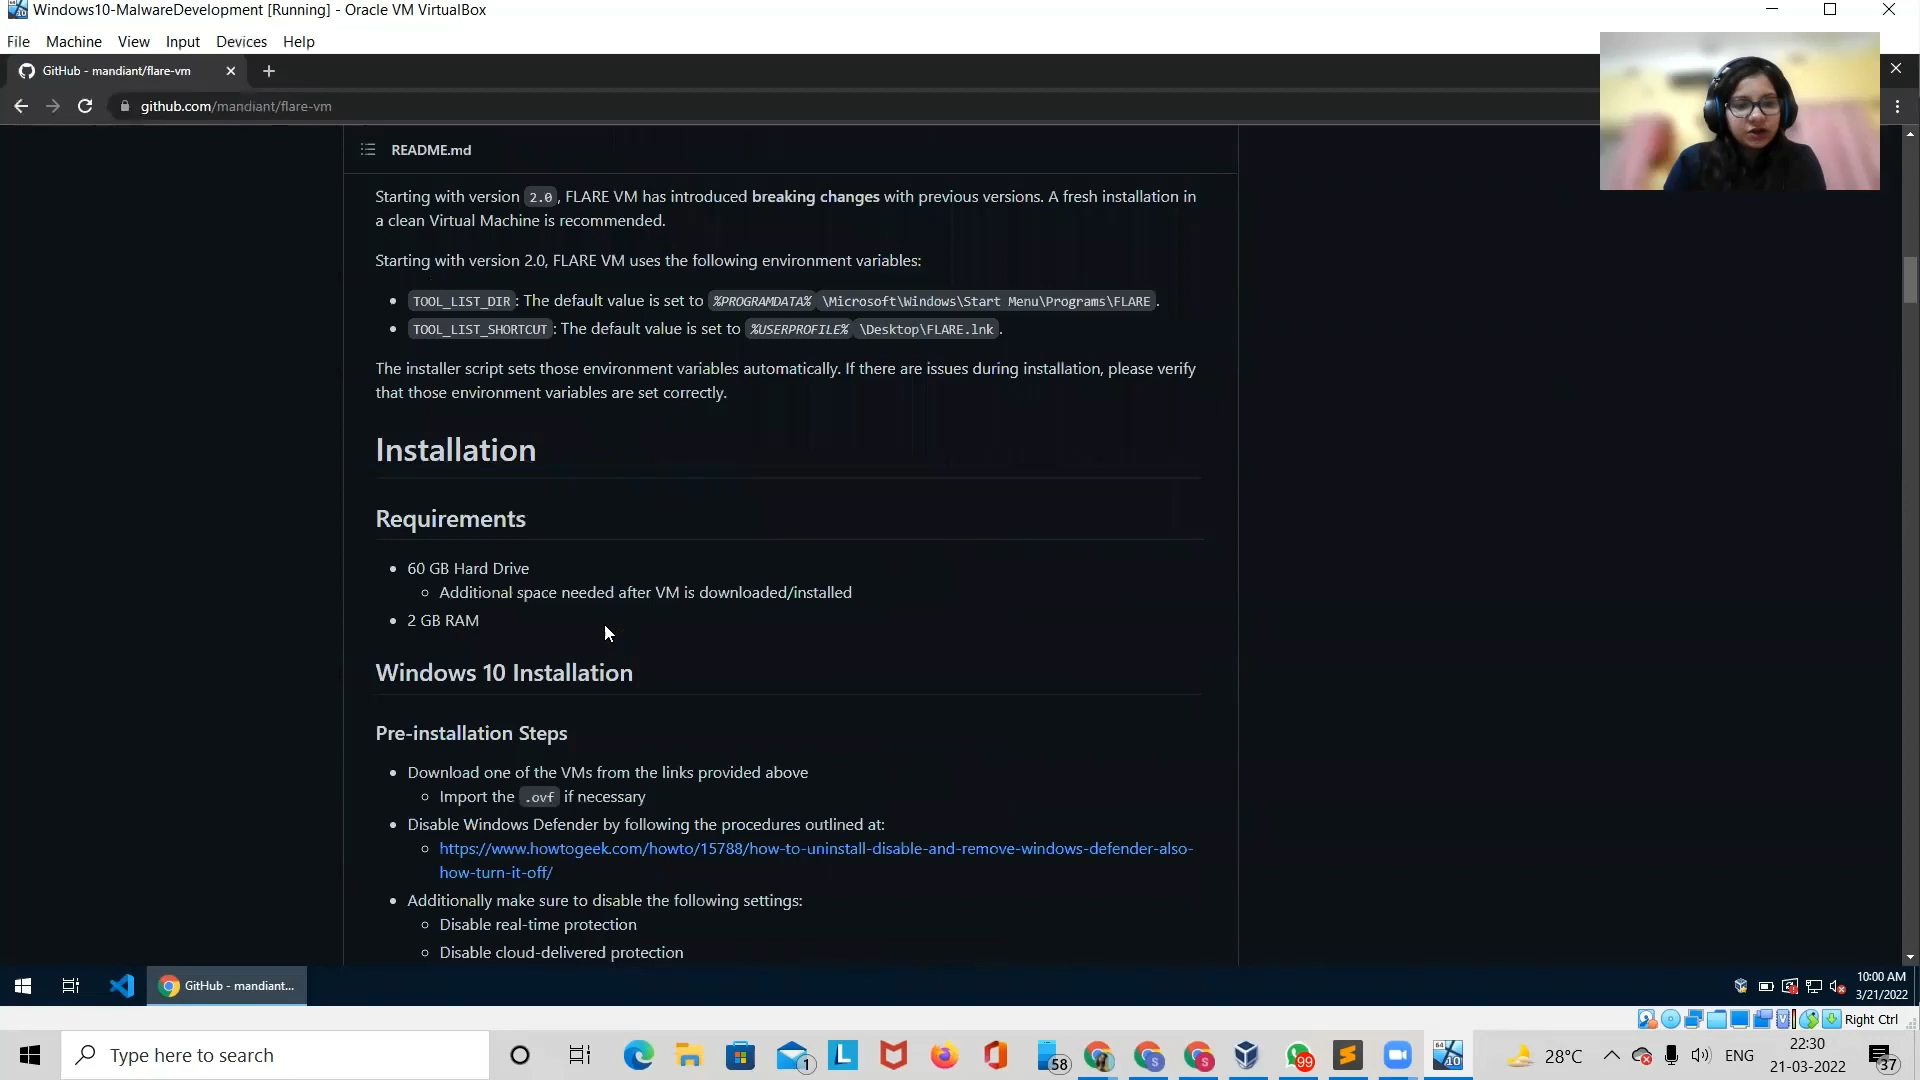 Windows10-MalwareDevelopment [Running] - Oracle VM VirtualBox
File Machine View Input Devices Help
GitHub - mandiant/flare-vm
github.com/mandiant/flare-vm
README.md
Starting with version 2.0, FLARE VM has introduced breaking changes with previous versions. A fresh installation in
a clean Virtual Machine is recommended.
Starting with version 2.0, FLARE VM uses the following environment variables:
TOOL_LIST_DIR: The default value is set to %PROGRAMDATA% \Microsoft\Windows\Start Menu\Programs\FLARE.
TOOL_LIST_SHORTCUT: The default value is set to %USERPROFILE% \Desktop\FLARE.lnk.
The installer script sets those environment variables automatically. If there are issues during installation, please verify
that those environment variables are set correctly.
Installation
Requirements
60 GB Hard Drive
Additional space needed after VM is downloaded/installed
2 GB RAM
Windows 10 Installation
Pre-installation Steps
Download one of the VMs from the links provided above
Import the .ovf if necessary
Disable Windows Defender by following the procedures outlined at:
https://www.howtogeek.com/howto/15788/how-to-uninstall-disable-and-remove-windows-defender-also-
how-turn-it-off/
Additionally make sure to disable the following settings:
Disable real-time protection
Disable cloud-delivered protection
GitHub - mandiant...
10:00 AM
3/21/2022
Right Ctrl
Type here to search
1
L
58
S
S
99
64
10
28°C
ENG
22:30
21-03-2022
37